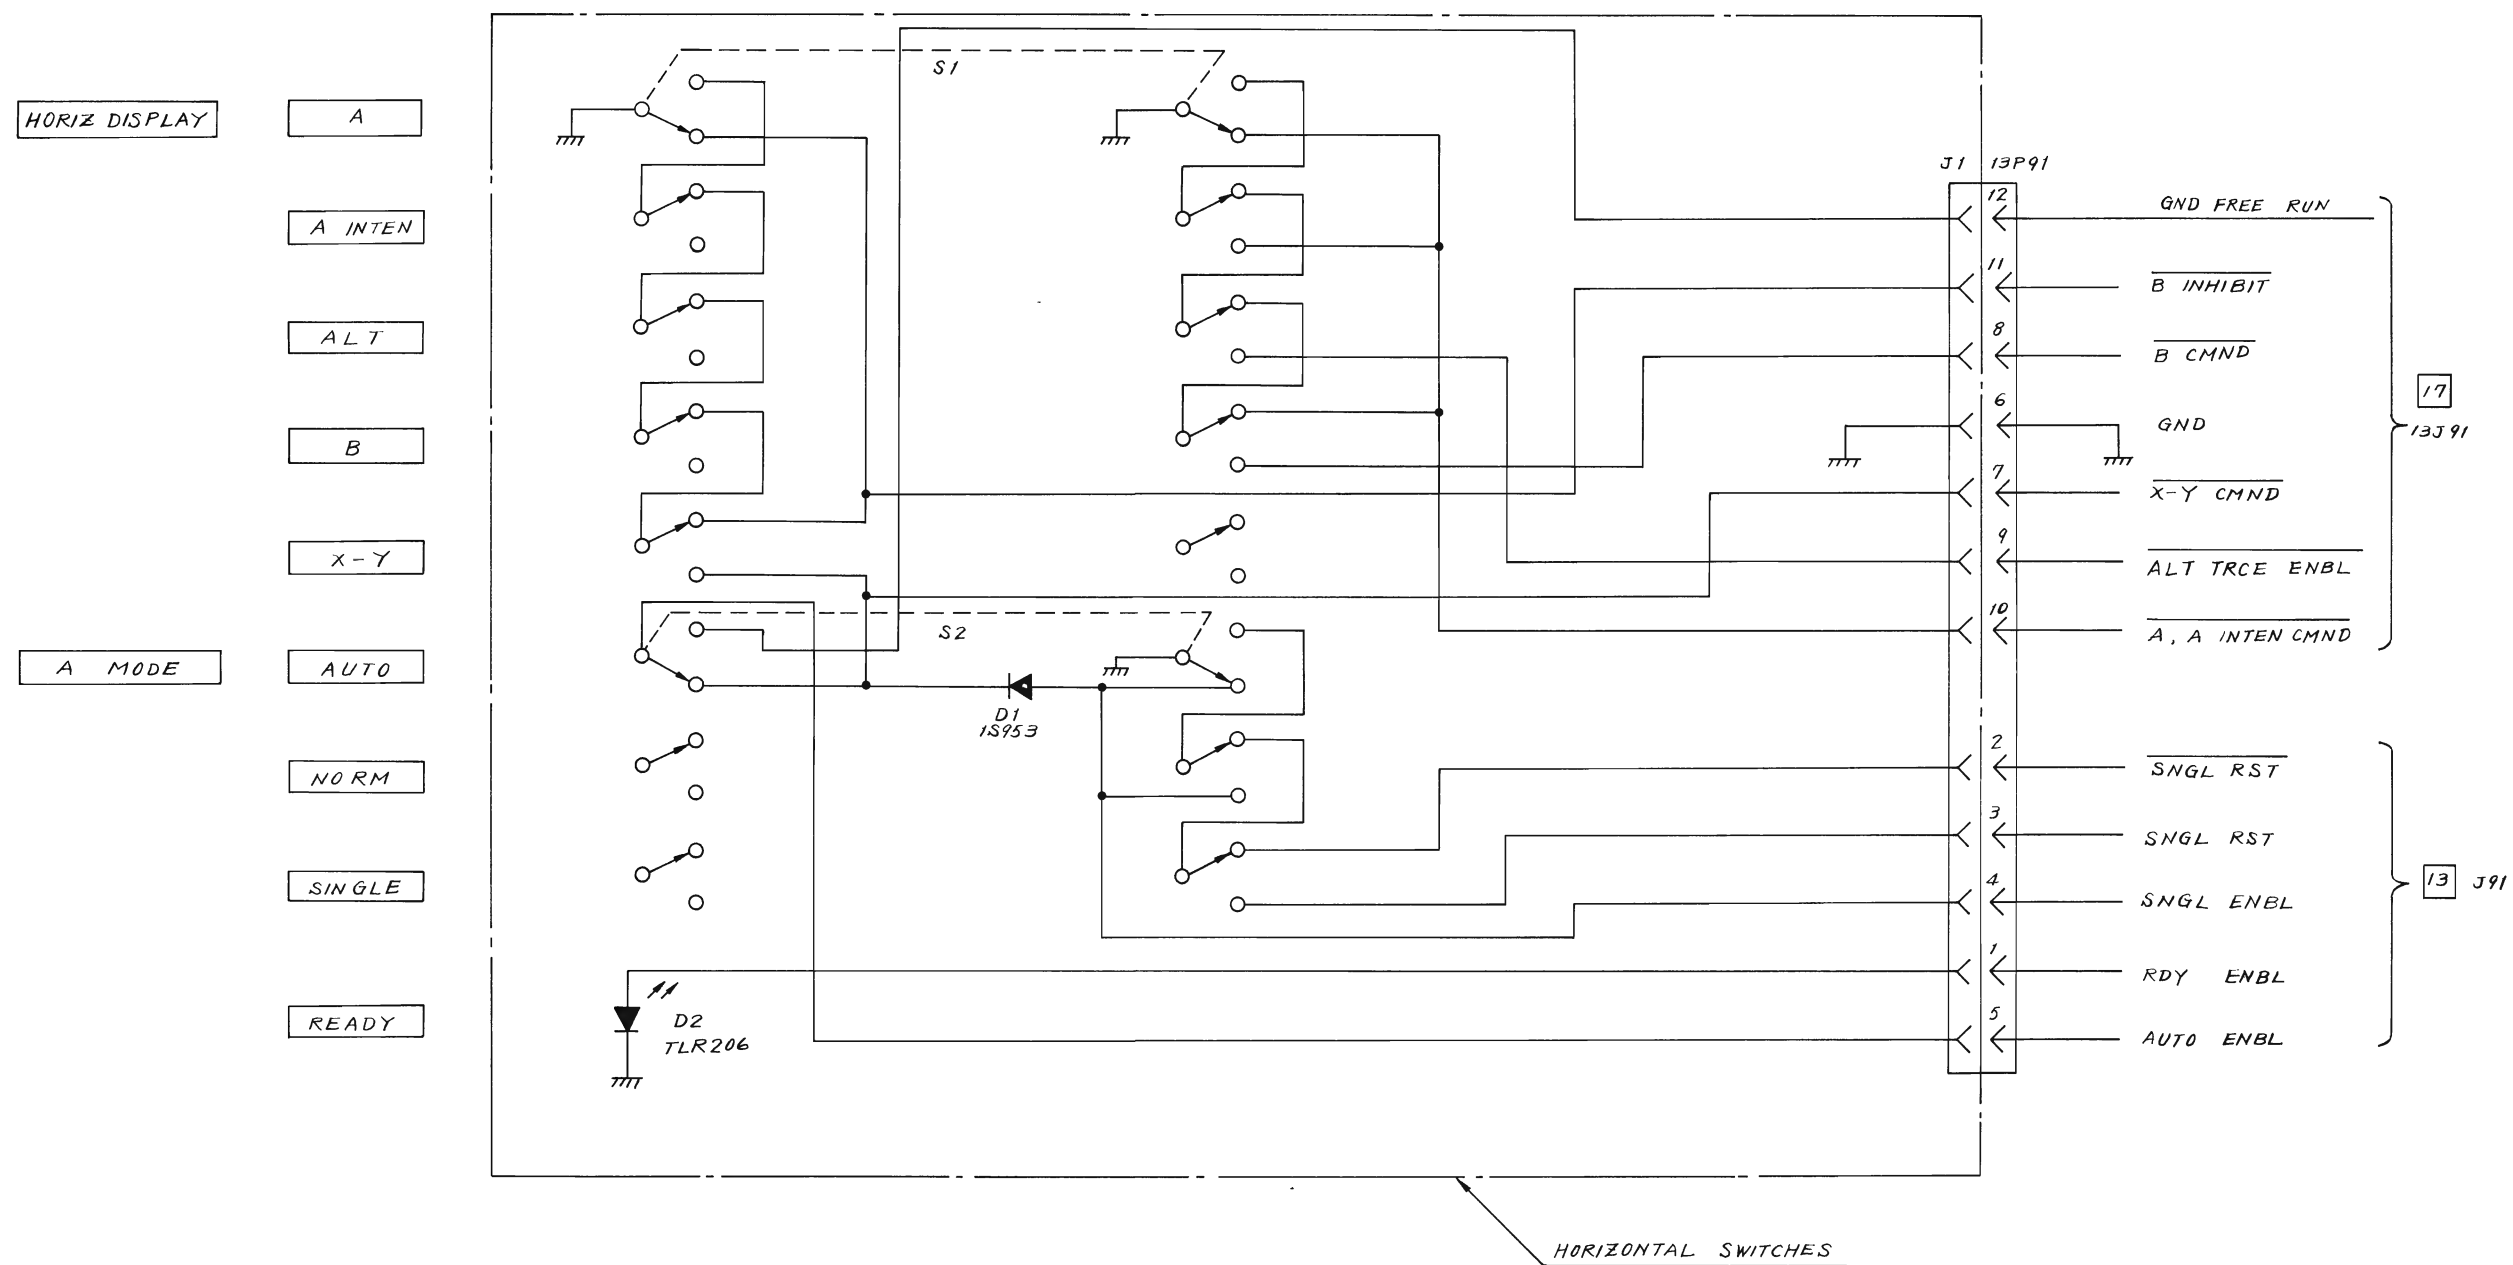 S1
HORIZ DISPLAY
A
J1
13P91
12
GND FREE RUN
A INTEN
11
B INHIBIT
8
B CMND
ALT
6
GND
17
13J91
B
7
X-Y CMND
9
ALT TRCE ENBL
X-Y
10
A, A INTEN CMND
S2
A MODE
AUTO
D1
1S953
2
SNGL RST
NORM
3
SNGL RST
4
SNGL ENBL
13
J91
SINGLE
1
RDY ENBL
READY
D2
TLR206
5
AUTO ENBL
HORIZONTAL SWITCHES